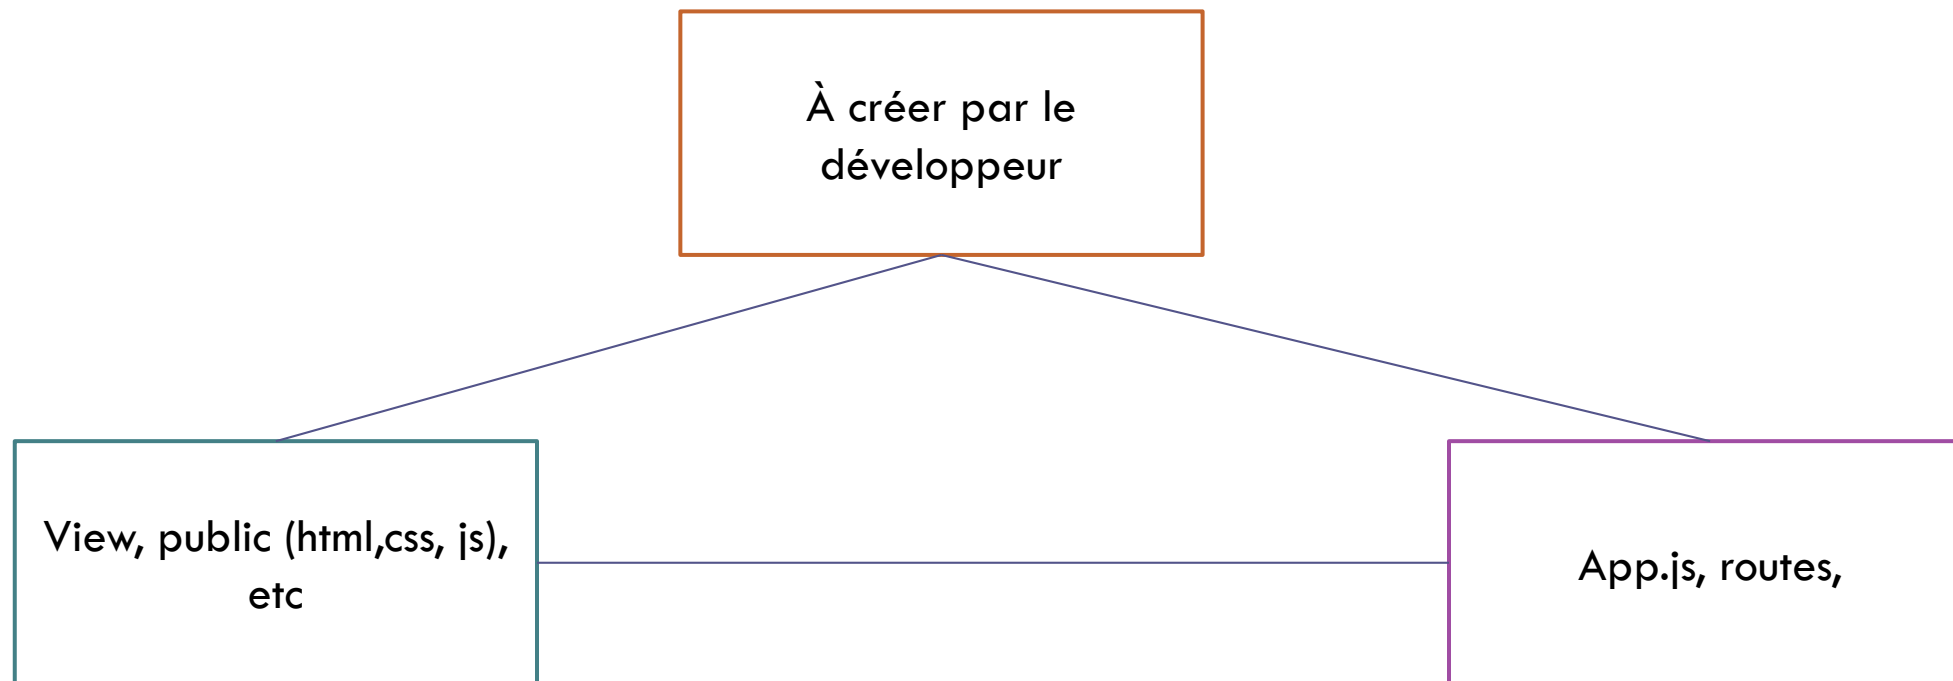 À créer par le
développeur
View, public (html,css, js),
etc
App.js, routes,